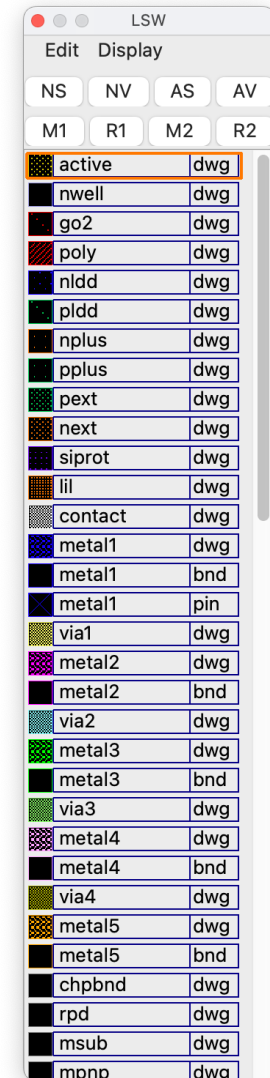 LSW
Edit Display
NS NV AS AV
M1 R1 M2 R2
active dwg
nwell dwg
go2 dwg
poly dwg
nldd dwg
pldd dwg
nplus dwg
pplus dwg
pext dwg
next dwg
siprot dwg
lil dwg
contact dwg
metal1 dwg
metal1 bnd
metal1 pin
via1 dwg
metal2 dwg
metal2 bnd
via2 dwg
metal3 dwg
metal3 bnd
via3 dwg
metal4 dwg
metal4 bnd
via4 dwg
metal5 dwg
metal5 bnd
chpbnd dwg
rpd dwg
msub dwg
mpnp dwg